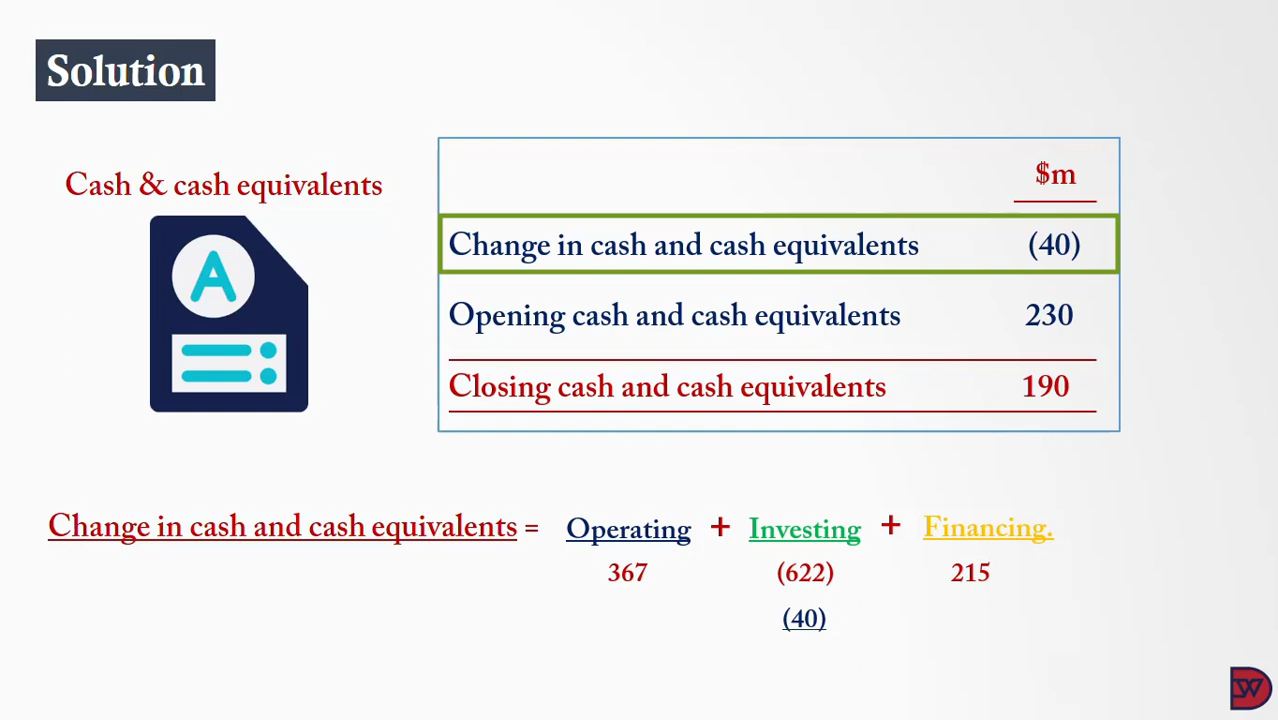 Solution
Cash & cash equivalents
A
$m
Change in cash and cash equivalents (40)
Opening cash and cash equivalents 230
Closing cash and cash equivalents 190
Change in cash and cash equivalents = Operating + Investing + Financing.
367 (622) 215
(40)
DW